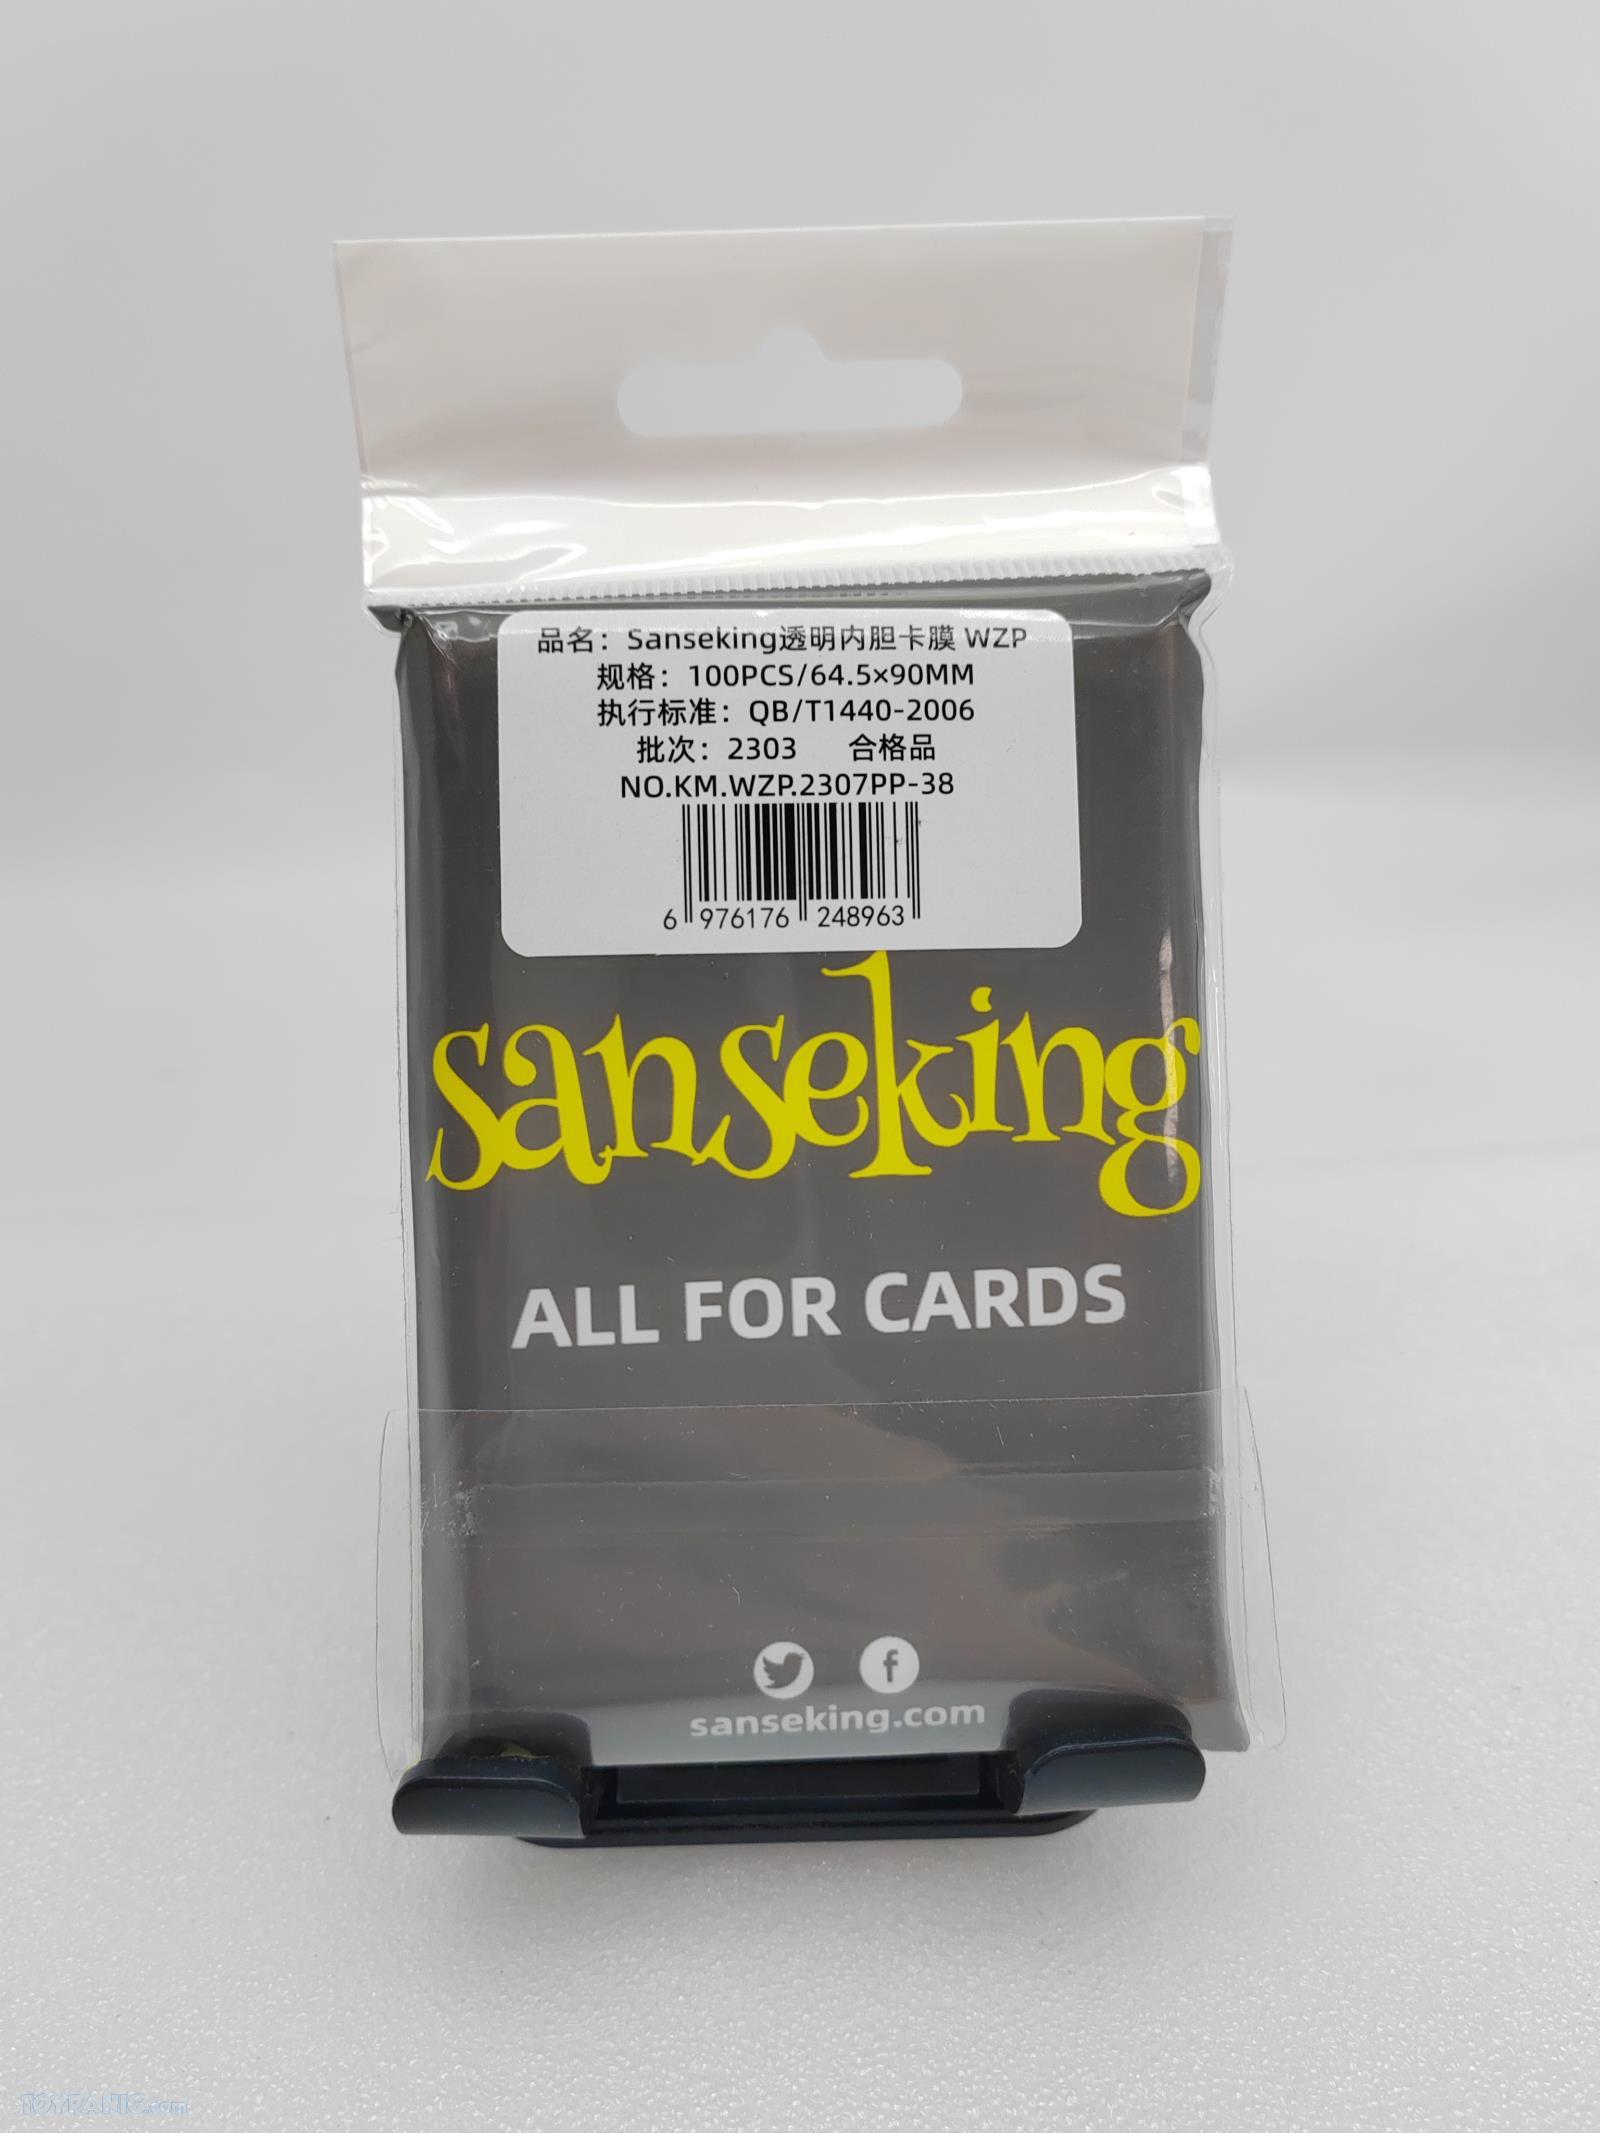 品名：Sanseking透明内胆卡膜 WZP
规格：100PCS/64.5×90MM
执行标准：QB/T1440-2006
批次：2303 合格品
NO.KM.WZP.2307PP-38
6 976176 248963
sanseking
ALL FOR CARDS
sanseking.com
TOYPANIC.com